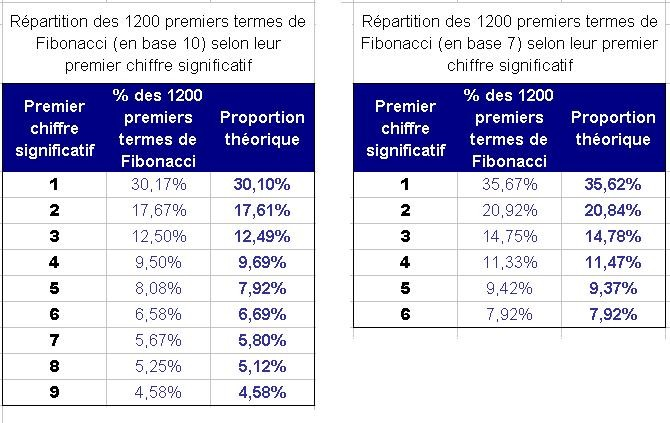 Répartition des 1200 premiers termes de
Fibonacci (en base 10) selon leur
premier chiffre significatif
Premier
chiffre
significatif
% des 1200
premiers
termes de
Fibonacci
Proportion
théorique
1 30,17% 30,10%
2 17,67% 17,61%
3 12,50% 12,49%
4 9,50% 9,69%
5 8,08% 7,92%
6 6,58% 6,69%
7 5,67% 5,80%
8 5,25% 5,12%
9 4,58% 4,58%
Répartition des 1200 premiers termes de
Fibonacci (en base 7) selon leur premier
chiffre significatif
Premier
chiffre
significatif
% des 1200
premiers
termes de
Fibonacci
Proportion
théorique
1 35,67% 35,62%
2 20,92% 20,84%
3 14,75% 14,78%
4 11,33% 11,47%
5 9,42% 9,37%
6 7,92% 7,92%